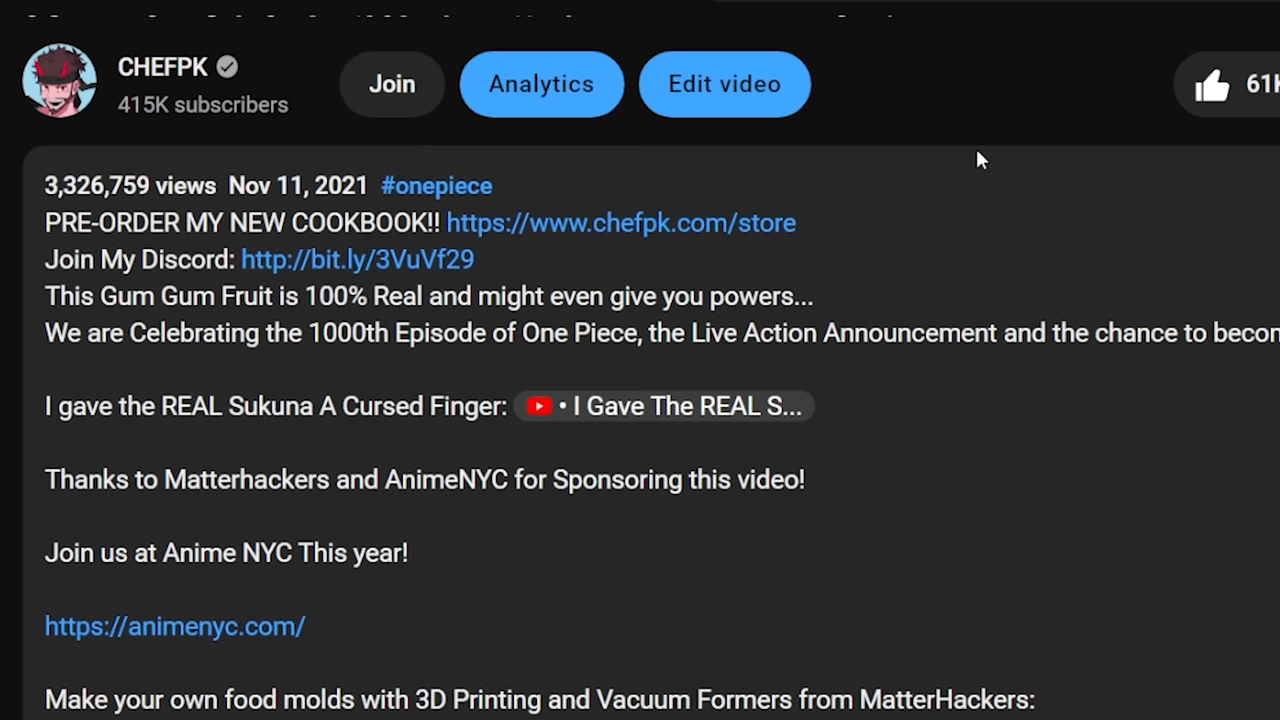 CHEFPK
415K subscribers
Join
Analytics
Edit video
61K
3,326,759 views Nov 11, 2021 #onepiece
PRE-ORDER MY NEW COOKBOOK!! https://www.chefpk.com/store
Join My Discord: http://bit.ly/3VuVf29
This Gum Gum Fruit is 100% Real and might even give you powers...
We are Celebrating the 1000th Episode of One Piece, the Live Action Announcement and the chance to
I gave the REAL Sukuna A Cursed Finger: • I Gave The REAL S...
Thanks to Matterhackers and AnimeNYC for Sponsoring this video!
Join us at Anime NYC This year!
https://animenyc.com/
Make your own food molds with 3D Printing and Vacuum Formers from MatterHackers: